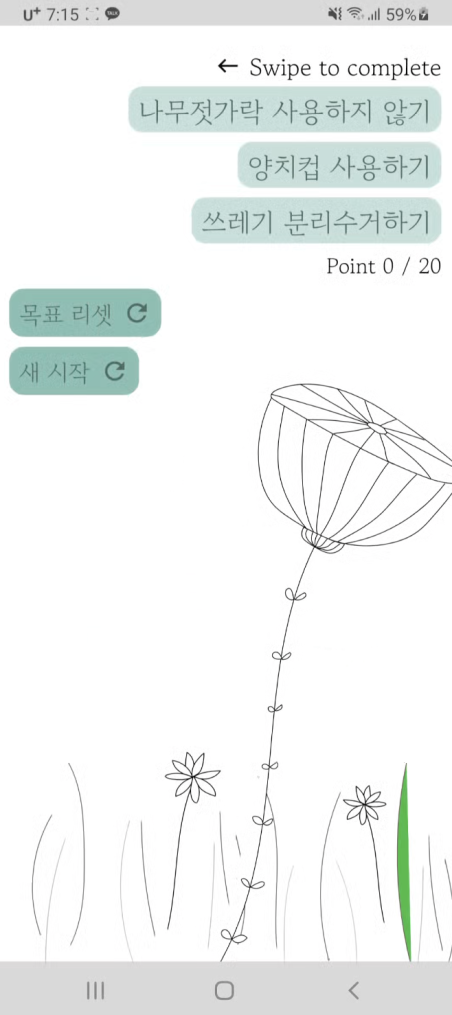 U+ 7:15 TALK 59%
← Swipe to complete
나무젓가락 사용하지 않기
양치컵 사용하기
쓰레기 분리수거하기
Point 0 / 20
목표 리셋
새 시작